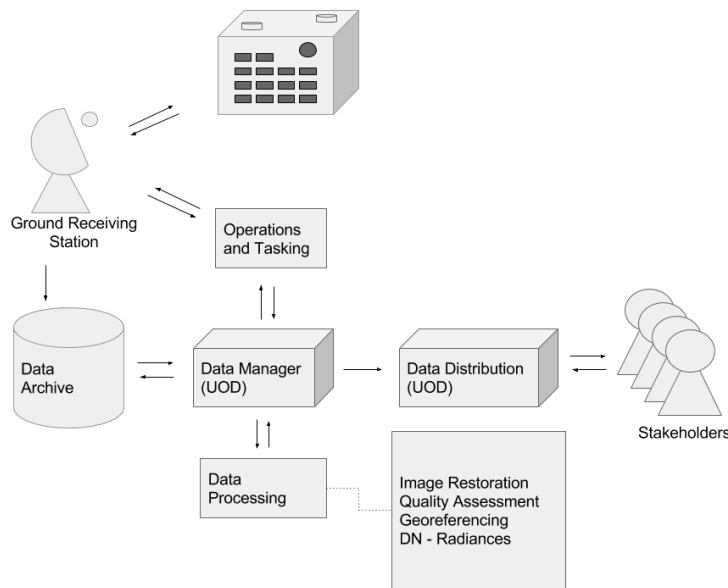 Ground Receiving
Station
Operations
and Tasking
Data
Archive
Data Manager
(UOD)
Data Distribution
(UOD)
Stakeholders
Data
Processing
Image Restoration
Quality Assessment
Georeferencing
DN - Radiances